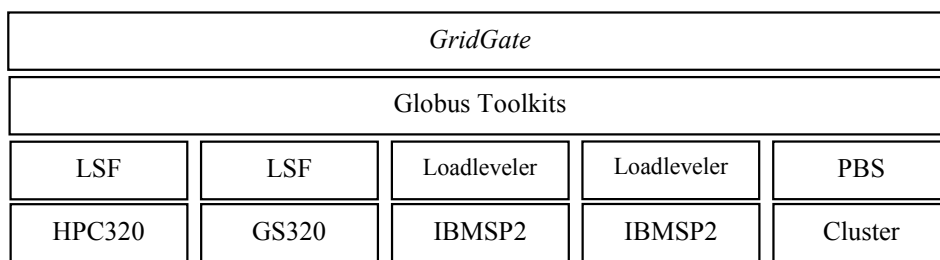 GridGate
Globus Toolkits
LSF LSF Loadleveler Loadleveler PBS
HPC320 GS320 IBMSP2 IBMSP2 Cluster